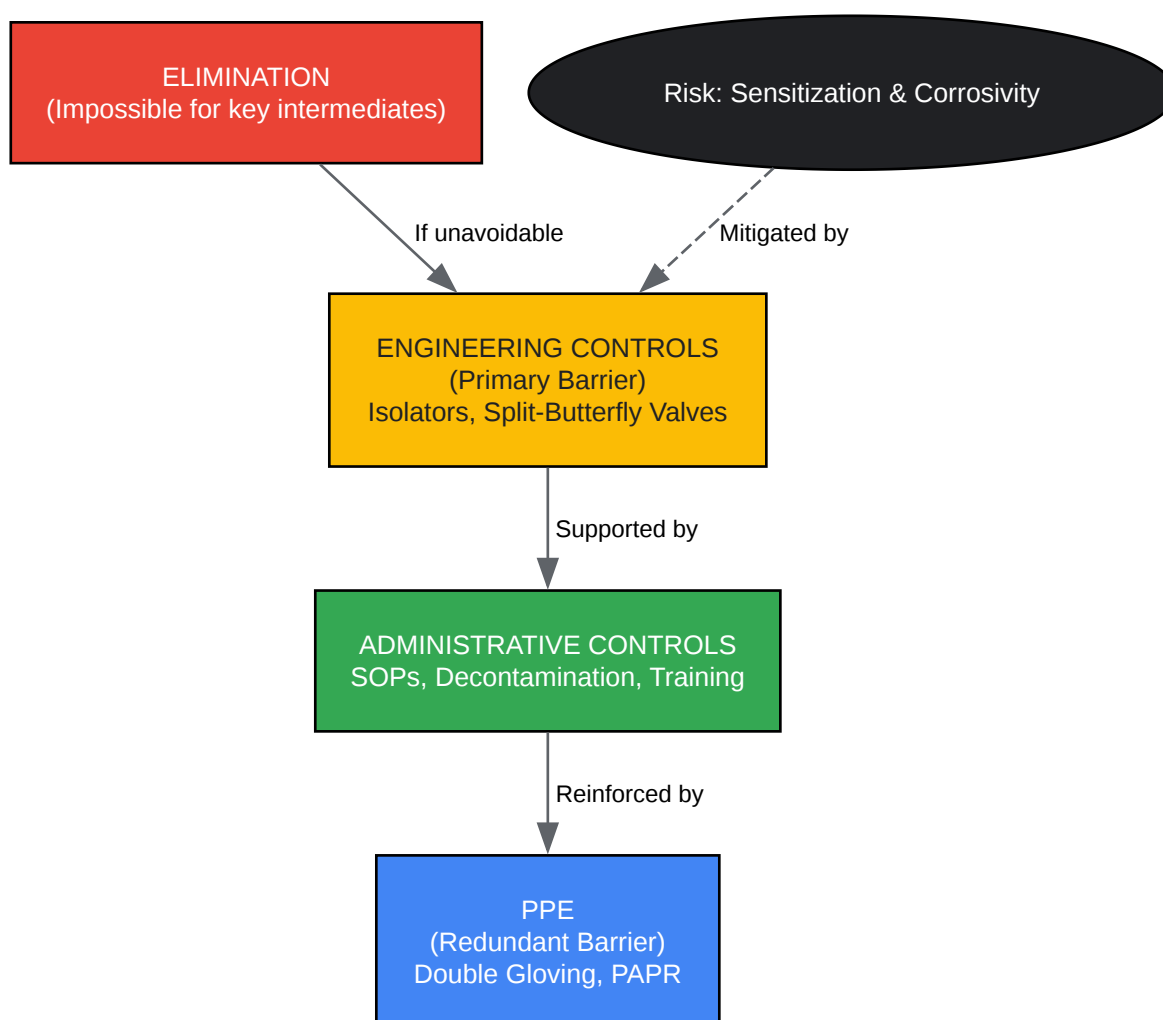 ELIMINATION
(Impossible for key intermediates)
Risk: Sensitization & Corrosivity
If unavoidable
Mitigated by
ENGINEERING CONTROLS
(Primary Barrier)
Isolators, Split-Butterfly Valves
Supported by
ADMINISTRATIVE CONTROLS
SOPs, Decontamination, Training
Reinforced by
PPE
(Redundant Barrier)
Double Gloving, PAPR